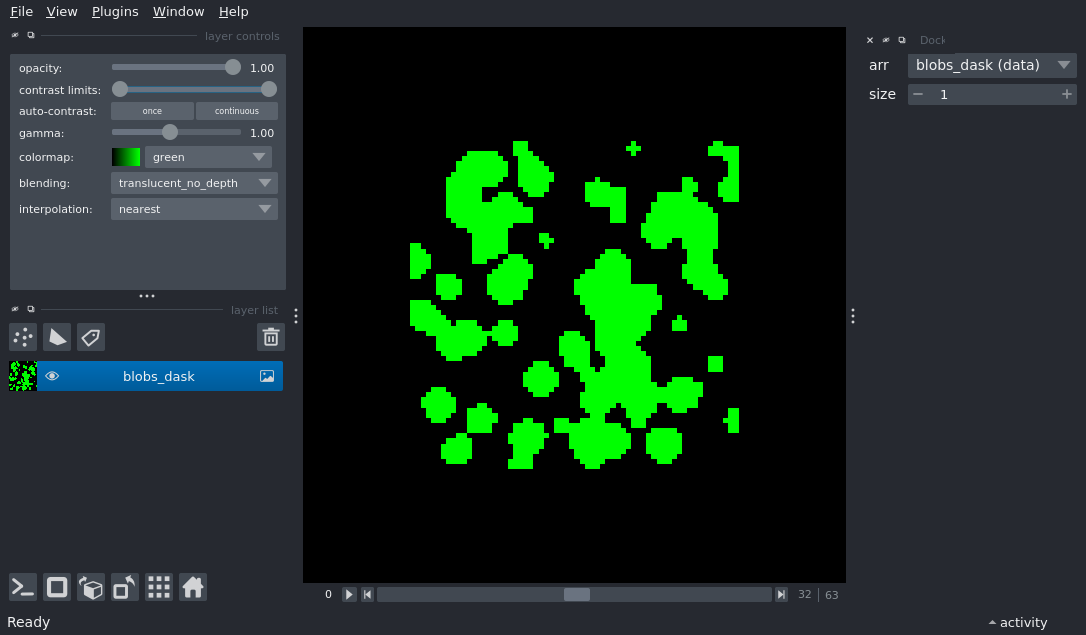 File View Plugins Window Help
layer controls
opacity: 1.00
contrast limits:
auto-contrast: once continuous
gamma: 1.00
colormap: green
blending: translucent_no_depth
interpolation: nearest
layer list
blobs_dask
Dock
arr blobs_dask (data)
size 1
0 32 63
Ready
activity